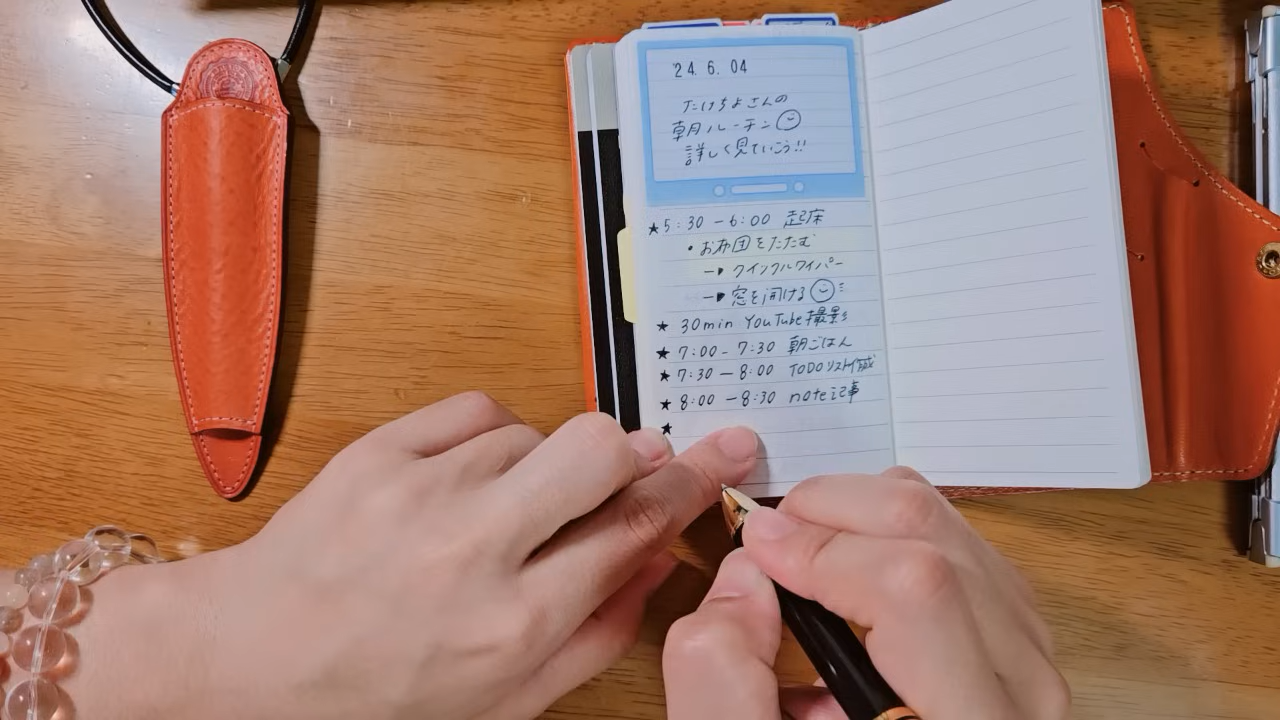 24.6.04
たけちよさんの
朝ルーチン
詳しく見ていこう!!
★5:30-6:00 起床
・お布団をたたむ
→クイックルワイパー
→窓を開ける
★ 30min YouTube撮影
★ 7:00-7:30 朝ごはん
★ 7:30-8:00 TODOリスト作成
★ 8:00-8:30 note記事
★